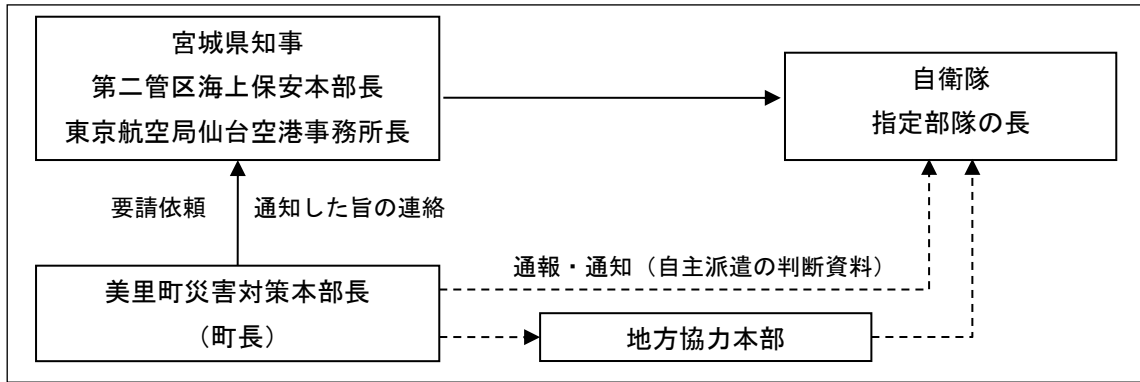 宮城県知事
第二管区海上保安本部長
東京航空局仙台空港事務所長
自衛隊
指定部隊の長
要請依頼
通知した旨の連絡
通報・通知（自主派遣の判断資料）
美里町災害対策本部長
（町長）
地方協力本部